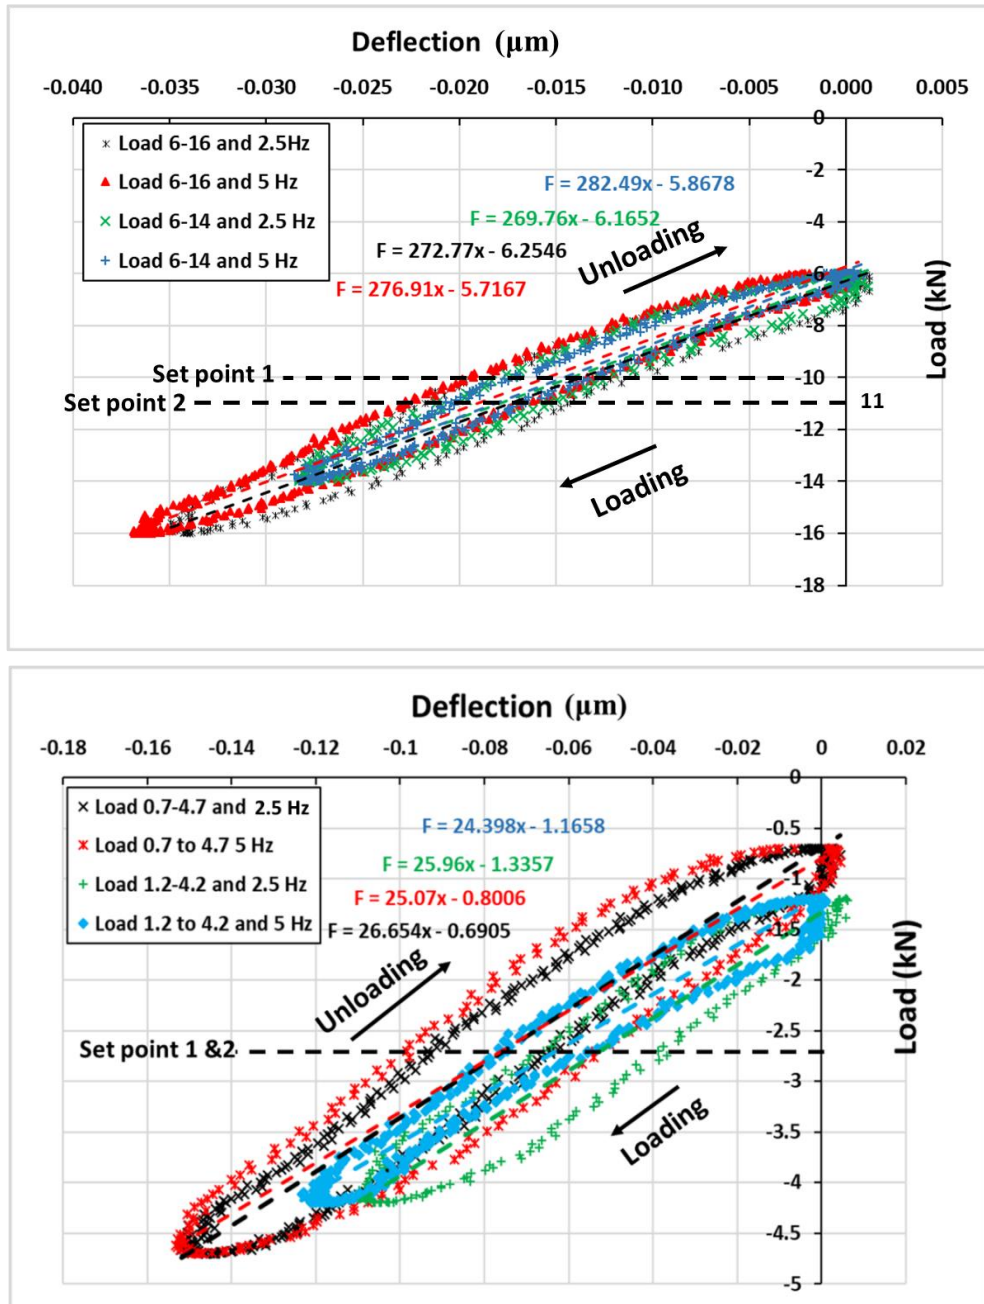 Deflection (µm)
-0.040 -0.035 -0.030 -0.025 -0.020 -0.015 -0.010 -0.005 0.000 0.005
0
Load 6-16 and 2.5Hz
-2
Load 6-16 and 5 Hz
F = 282.49x - 5.8678
Load 6-14 and 2.5 Hz
F = 269.76x - 6.1652
-4
Load 6-14 and 5 Hz
F = 272.77x - 6.2546
Unloading
-6
F = 276.91x - 5.7167
Load (kN)
-8
Set point 1
-10
Set point 2
11
-12
Loading
-14
-16
-18
Deflection (µm)
-0.18 -0.16 -0.14 -0.12 -0.1 -0.08 -0.06 -0.04 -0.02 0 0.02
0
Load 0.7-4.7 and 2.5 Hz
F = 24.398x - 1.1658
-0.5
Load 0.7 to 4.7 5 Hz
F = 25.96x - 1.3357
Load 1.2-4.2 and 2.5 Hz
F = 25.07x - 0.8006
-1
Load 1.2 to 4.2 and 5 Hz
F = 26.654x - 0.6905
-1.5
Unloading
Load (kN)
-2
-2.5
Set point 1 &2
-3
Loading
-3.5
-4
-4.5
-5